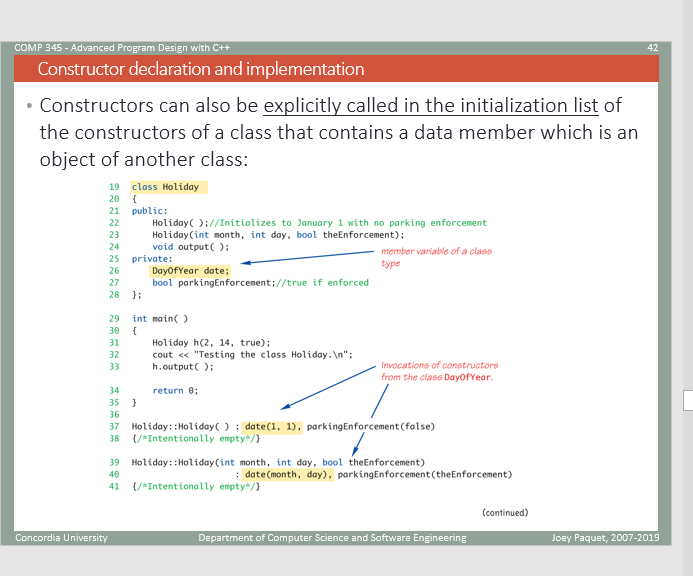 COMP 345 - Advanced Program Design with C++ 42
Constructor declaration and implementation
• Constructors can also be explicitly called in the initialization list of
the constructors of a class that contains a data member which is an
object of another class:
19 class Holiday
20 {
21 public:
22 Holiday( );//Initializes to January 1 with no parking enforcement
23 Holiday(int month, int day, bool theEnforcement);
24 void output( );
25 private:
26 DayOfYear date;
27 bool parkingEnforcement;//true if enforced
28 };
member variable of a class
type
29 int main( )
30 {
31 Holiday h(2, 14, true);
32 cout << "Testing the class Holiday.\n";
33 h.output( );
34 return 0;
35 }
36
Invocations of constructors
from the class DayOfYear.
37 Holiday::Holiday( ) : date(1, 1), parkingEnforcement(false)
38 {/*Intentionally empty*/}
39 Holiday::Holiday(int month, int day, bool theEnforcement)
40 : date(month, day), parkingEnforcement(theEnforcement)
41 {/*Intentionally empty*/}
(continued)
Concordia University Department of Computer Science and Software Engineering Joey Paquet, 2007-2019